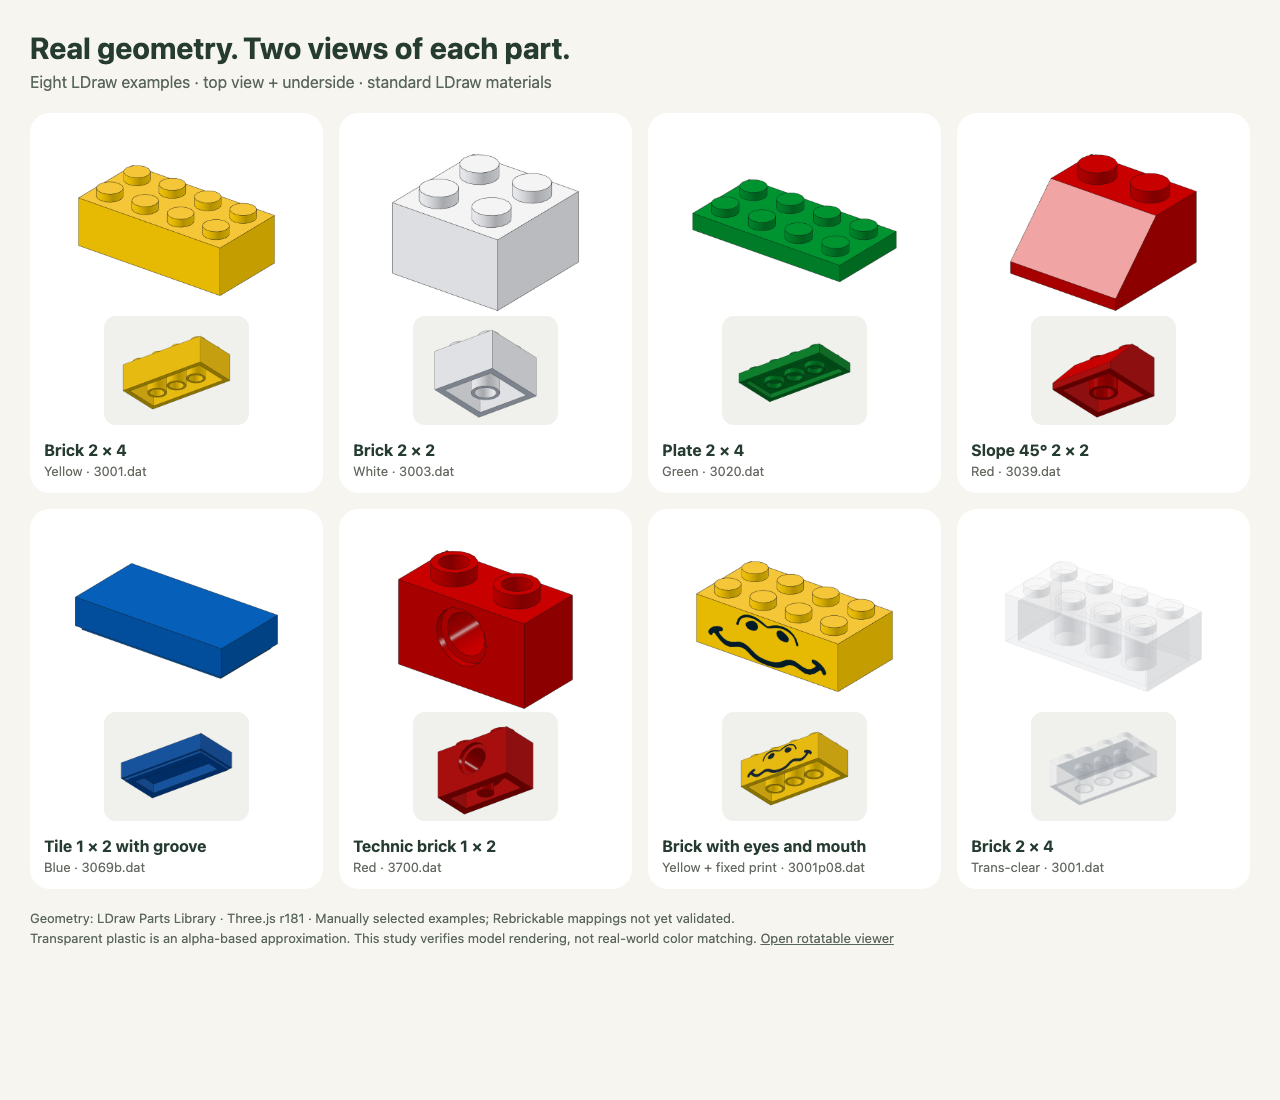 Real geometry. Two views of each part.
Eight LDraw examples · top view + underside · standard LDraw materials
Brick 2 × 4
Yellow · 3001.dat
Brick 2 × 2
White · 3003.dat
Plate 2 × 4
Green · 3020.dat
Slope 45° 2 × 2
Red · 3039.dat
Tile 1 × 2 with groove
Blue · 3069b.dat
Technic brick 1 × 2
Red · 3700.dat
Brick with eyes and mouth
Yellow + fixed print · 3001p08.dat
Brick 2 × 4
Trans-clear · 3001.dat
Geometry: LDraw Parts Library · Three.js r181 · Manually selected examples; Rebrickable mappings not yet validated.
Transparent plastic is an alpha-based approximation. This study verifies model rendering, not real-world color matching. Open rotatable viewer